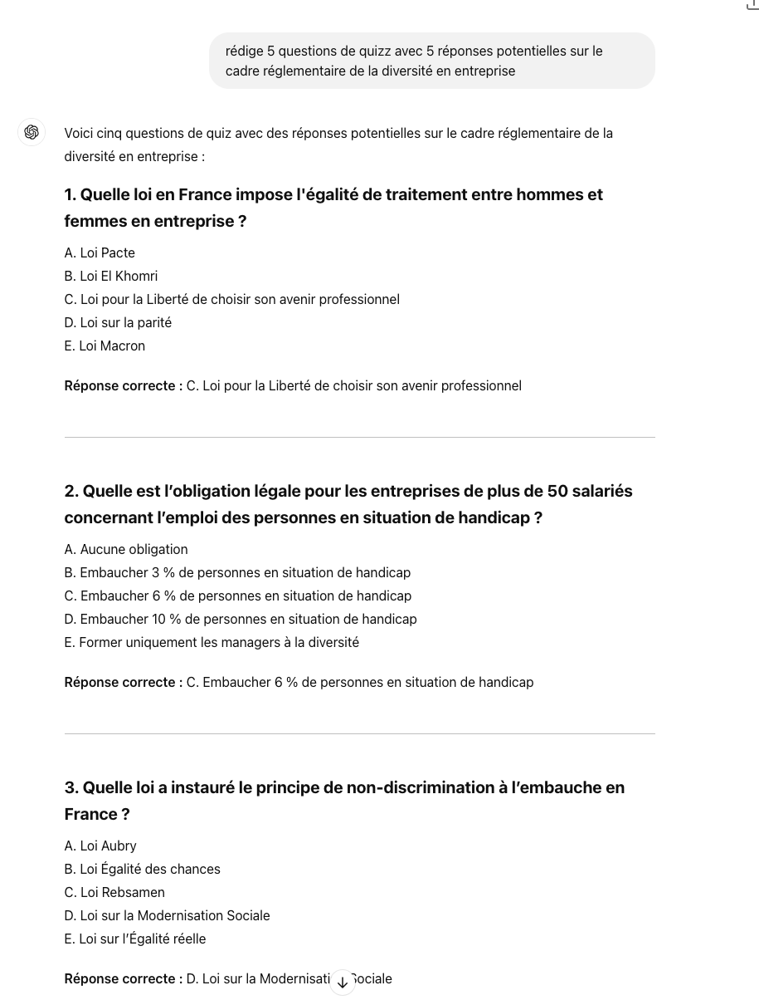 rédige 5 questions de quizz avec 5 réponses potentielles sur le
cadre réglementaire de la diversité en entreprise
Voici cinq questions de quiz avec des réponses potentielles sur le cadre réglementaire de la
diversité en entreprise :
1. Quelle loi en France impose l'égalité de traitement entre hommes et
femmes en entreprise ?
A. Loi Pacte
B. Loi El Khomri
C. Loi pour la Liberté de choisir son avenir professionnel
D. Loi sur la parité
E. Loi Macron
Réponse correcte : C. Loi pour la Liberté de choisir son avenir professionnel
2. Quelle est l’obligation légale pour les entreprises de plus de 50 salariés
concernant l’emploi des personnes en situation de handicap ?
A. Aucune obligation
B. Embaucher 3 % de personnes en situation de handicap
C. Embaucher 6 % de personnes en situation de handicap
D. Embaucher 10 % de personnes en situation de handicap
E. Former uniquement les managers à la diversité
Réponse correcte : C. Embaucher 6 % de personnes en situation de handicap
3. Quelle loi a instauré le principe de non-discrimination à l’embauche en
France ?
A. Loi Aubry
B. Loi Égalité des chances
C. Loi Rebsamen
D. Loi sur la Modernisation Sociale
E. Loi sur l’Égalité réelle
Réponse correcte : D. Loi sur la Modernisation Sociale